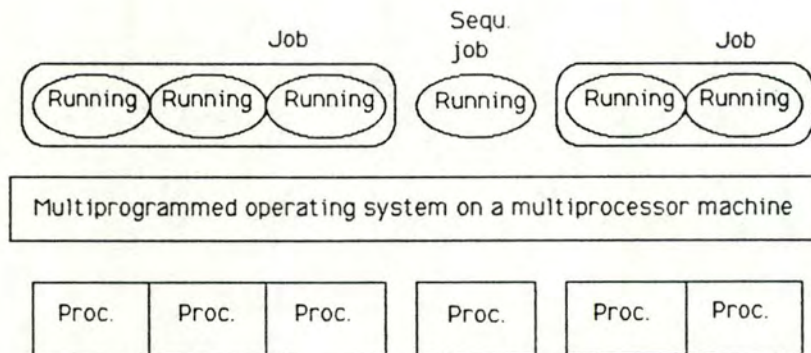 Job
Sequ.
job
Job
Running Running Running Running Running Running
Multiprogrammed operating system on a multiprocessor machine
Proc. Proc. Proc. Proc. Proc. Proc.